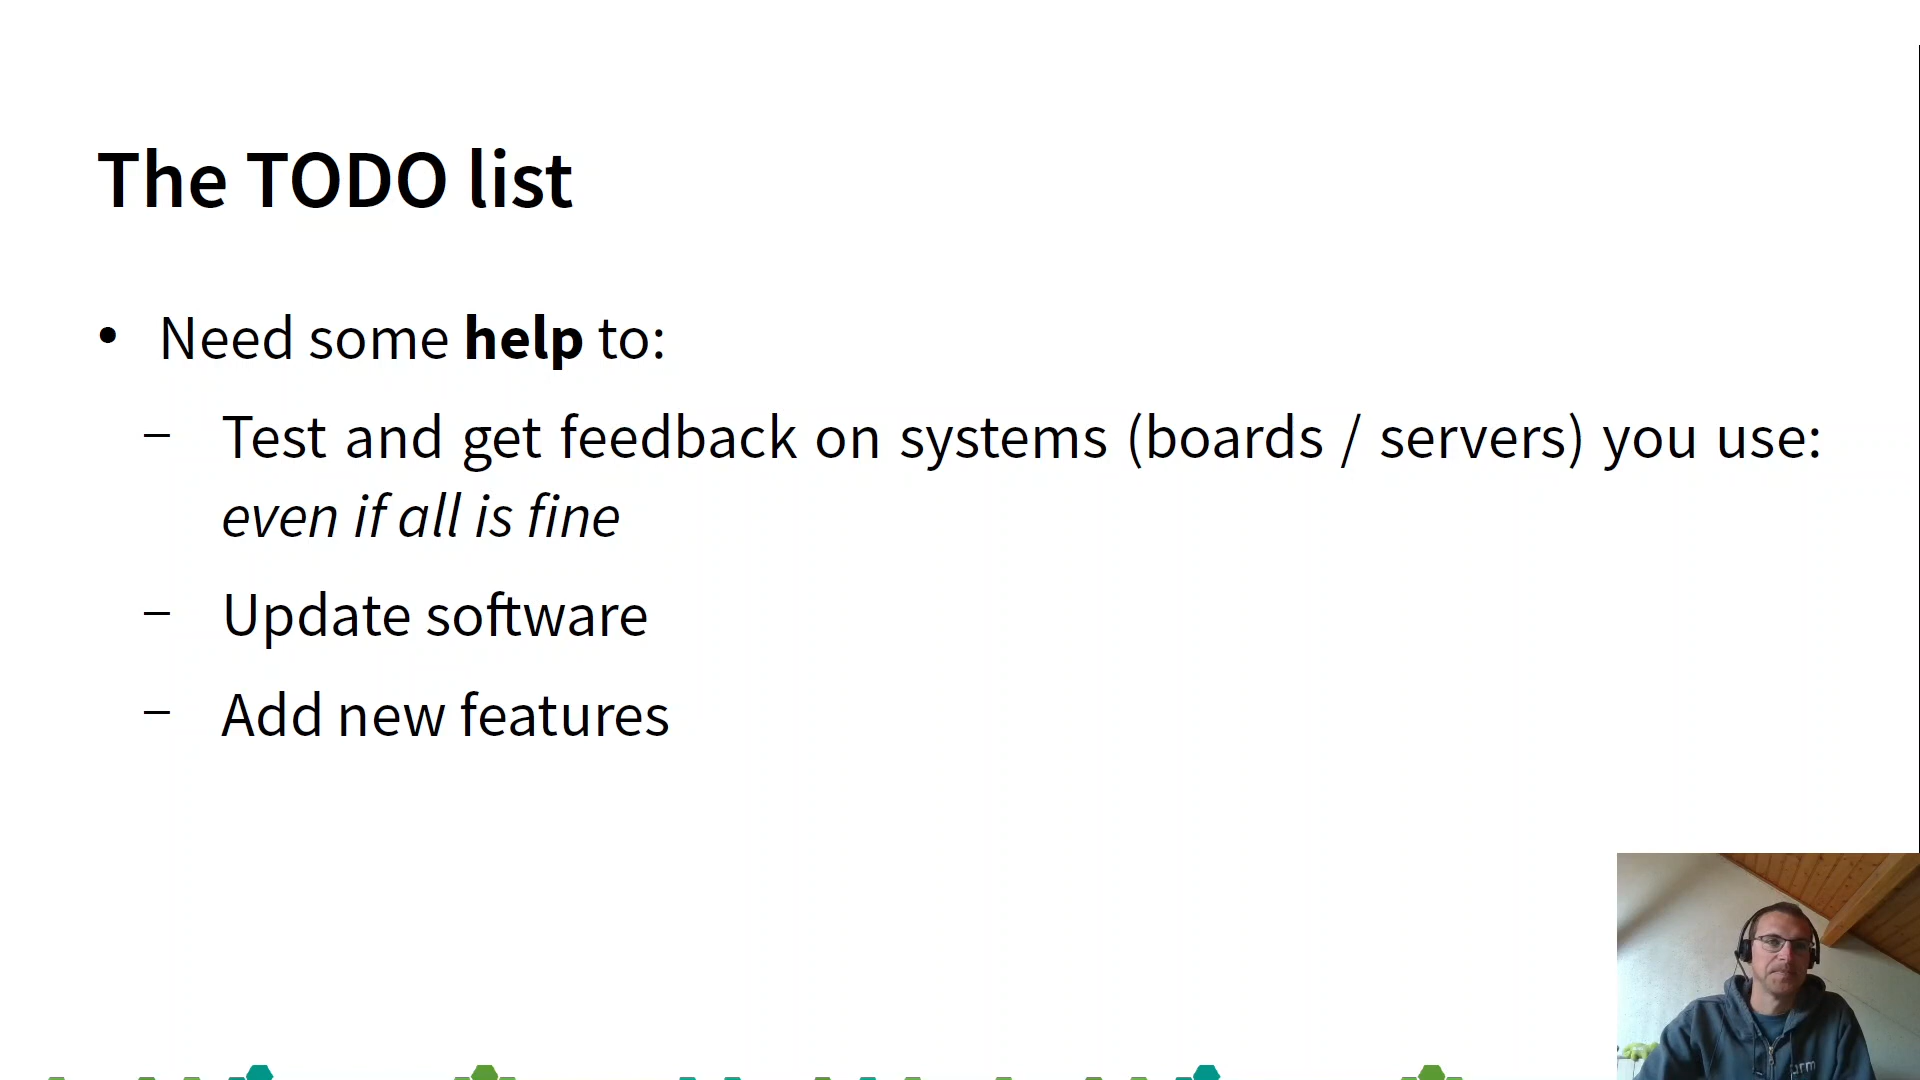 The TODO list
• Need some help to:
– Test and get feedback on systems (boards / servers) you use:
even if all is fine
– Update software
– Add new features
arm